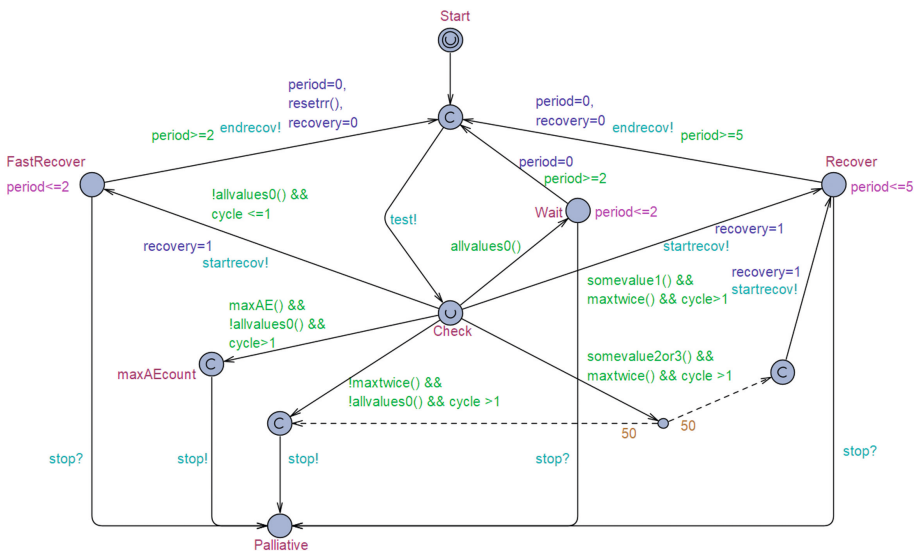 Start
period=0,
resetrr(),
recovery=0
endrecov!
period>=2
C
period=0,
recovery=0
endrecov!
period>=5
FastRecover
period<=2
period=0
period>=2
Recover
period<=5
!allvalues0() &&
cycle <=1
test!
Wait
period<=2
recovery=1
startrecov!
allvalues0()
recovery=1
startrecov!
maxAE() &&
!allvalues0() &&
cycle>1
Check
somevalue1() &&
maxtwice() && cycle>1
recovery=1
startrecov!
C
maxAEcount
!maxtwice() &&
!allvalues0() && cycle >1
somevalue2or3() &&
maxtwice() && cycle >1
C
C
50
50
stop?
stop!
stop!
stop?
stop?
Palliative